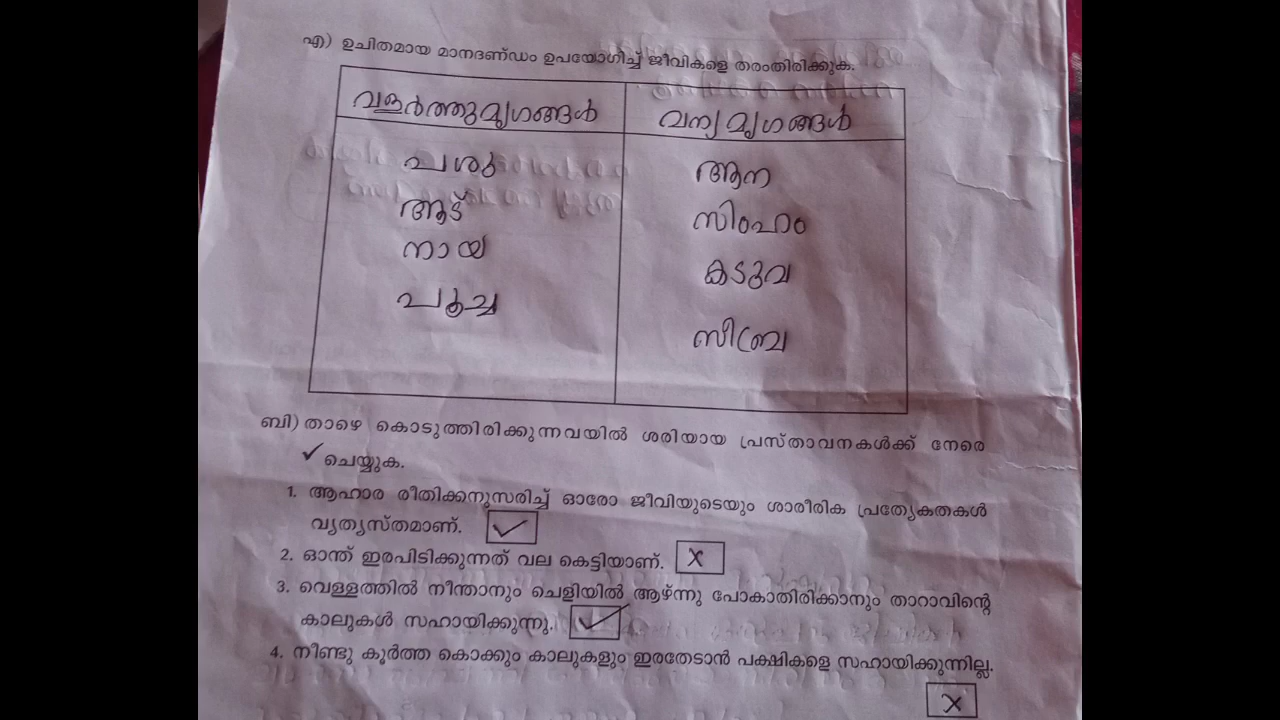 എ) ഉചിതമായ മാനദണ്ഡം ഉപയോഗിച്ച് ജീവികളെ തരംതിരിക്കുക.
വളർത്തുമൃഗങ്ങൾ വന്യമൃഗങ്ങൾ
പശു ആന
ആട് സിംഹം
നായ കടുവ
പൂച്ച സീബ്ര
ബി) താഴെ കൊടുത്തിരിക്കുന്നവയിൽ ശരിയായ പ്രസ്താവനകൾക്ക് നേരെ
✓ ചെയ്യുക.
1. ആഹാര രീതിക്കനുസരിച്ച് ഓരോ ജീവിയുടെയും ശാരീരിക പ്രത്യേകതകൾ
വ്യത്യസ്തമാണ്. ✓
2. ഓന്ത് ഇരപിടിക്കുന്നത് വല കെട്ടിയാണ്. X
3. വെള്ളത്തിൽ നീന്താനും ചെളിയിൽ ആഴ്ന്നു പോകാതിരിക്കാനും താറാവിന്റെ
കാലുകൾ സഹായിക്കുന്നു. ✓
4. നീണ്ടു കൂർത്ത കൊക്കും കാലുകളും ഇരതേടാൻ പക്ഷികളെ സഹായിക്കുന്നില്ല.
X